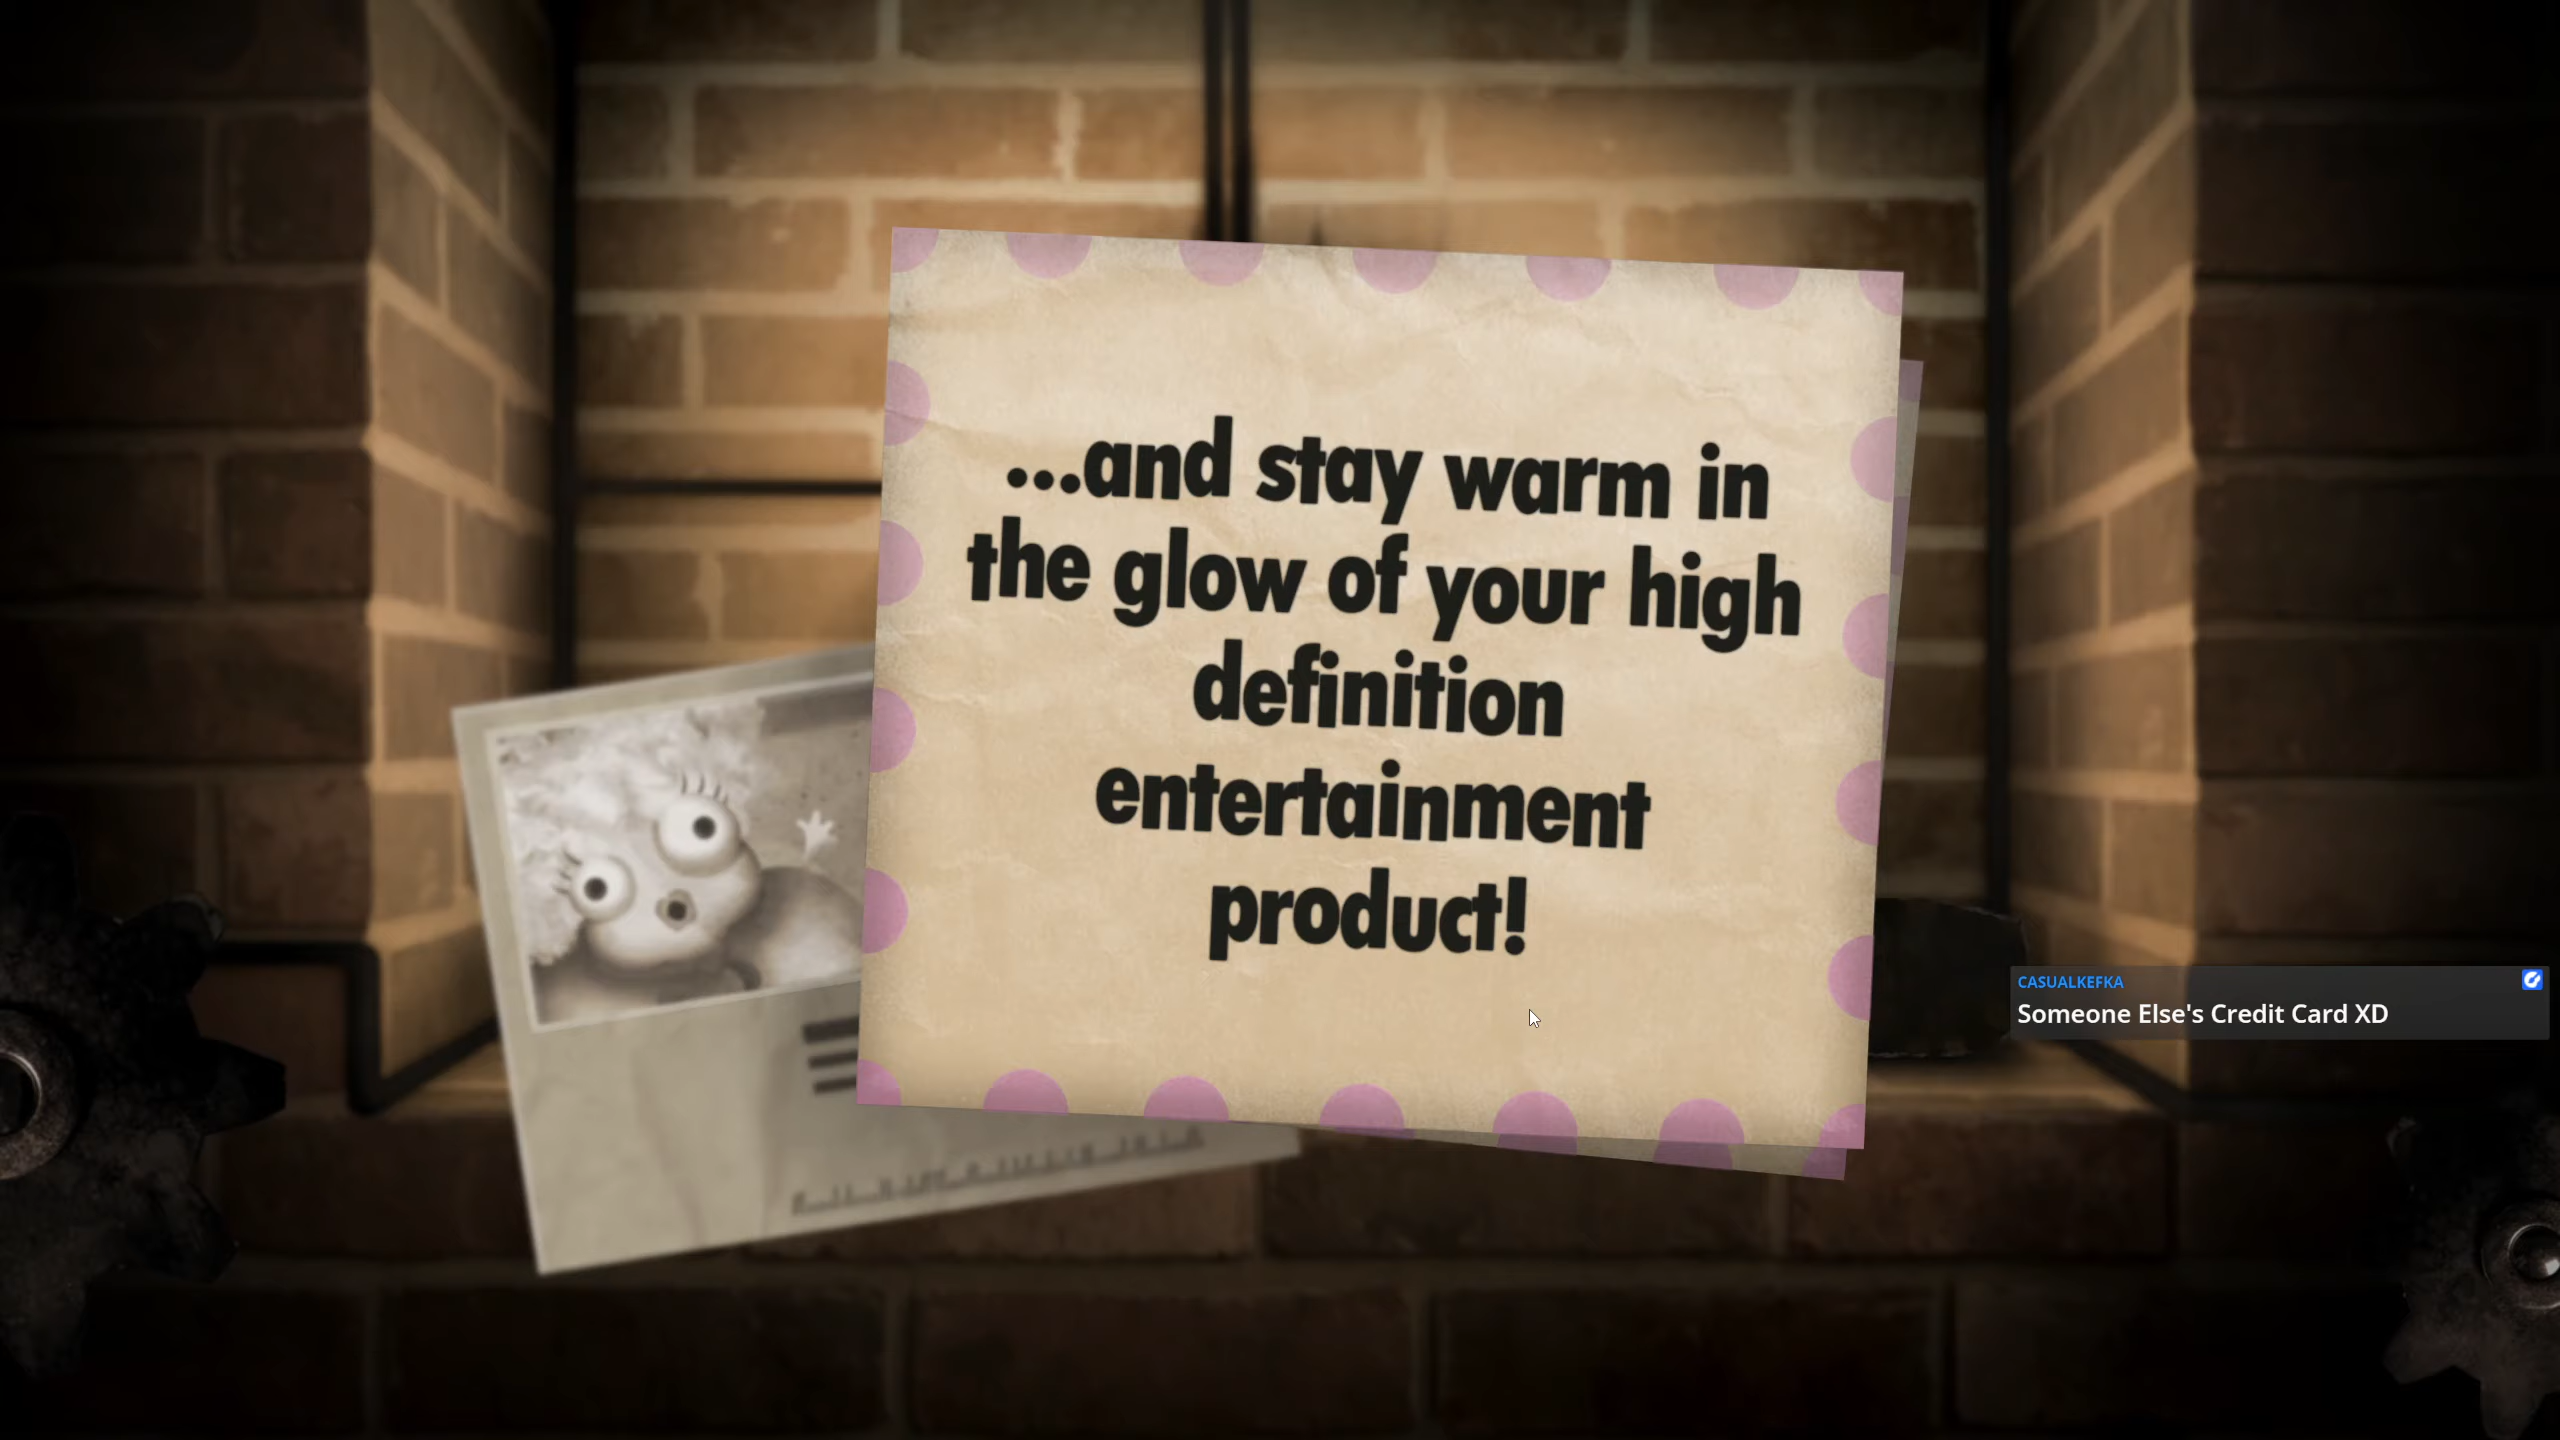 ...and stay warm in
the glow of your high
definition
entertainment
product!
CASUALKEFKA
Someone Else's Credit Card XD